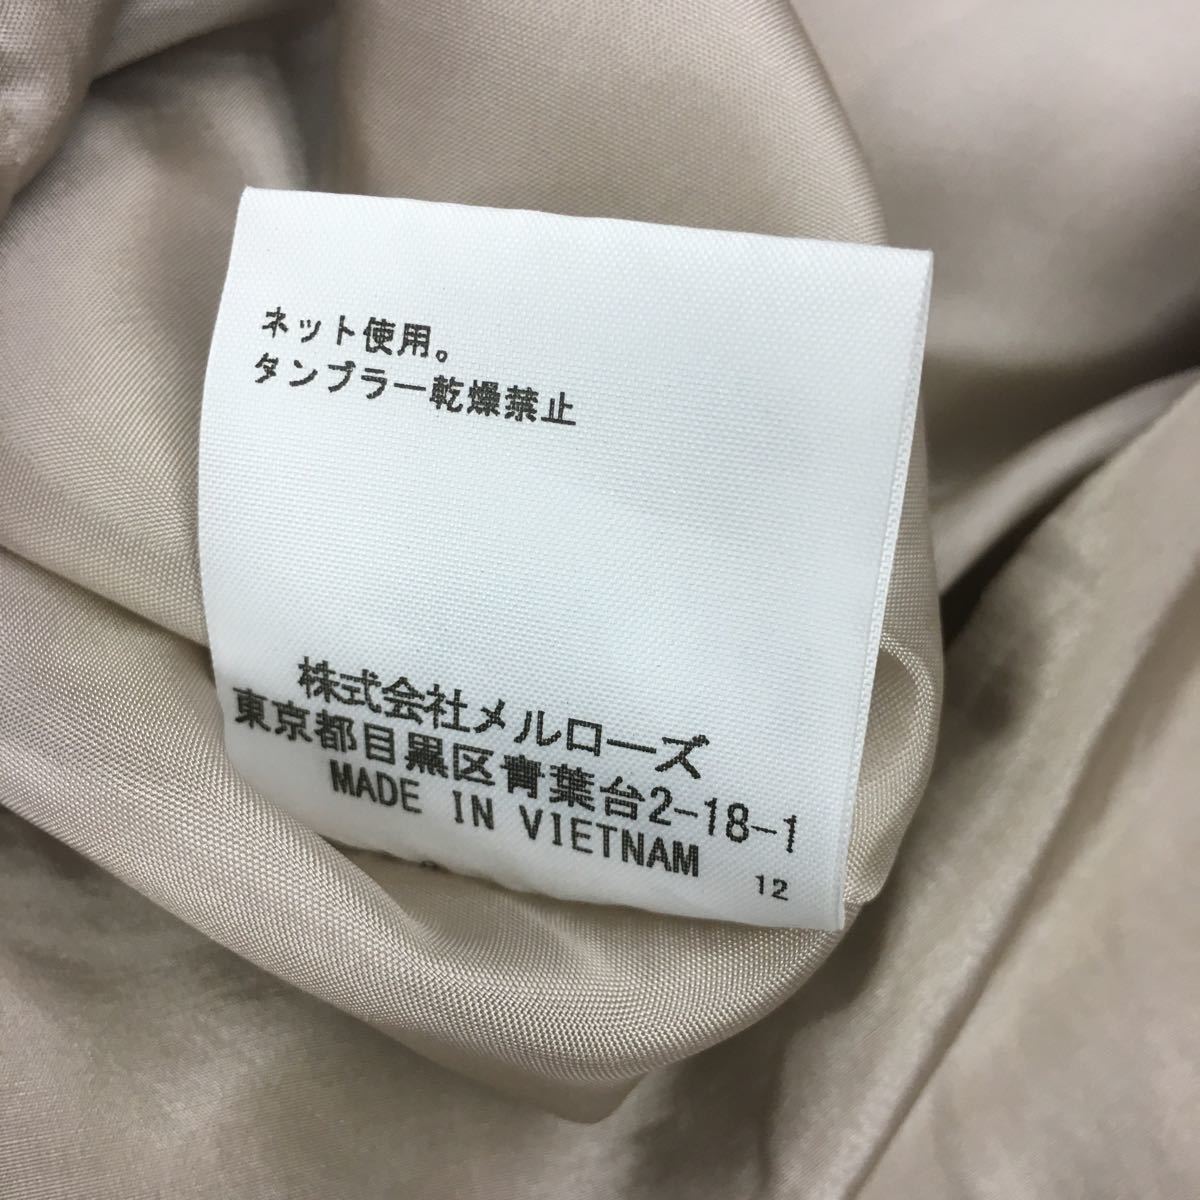 ネット使用。
タンブラー乾燥禁止
株式会社メルローズ
東京都目黒区青葉台2-18-1
MADE IN VIETNAM
12